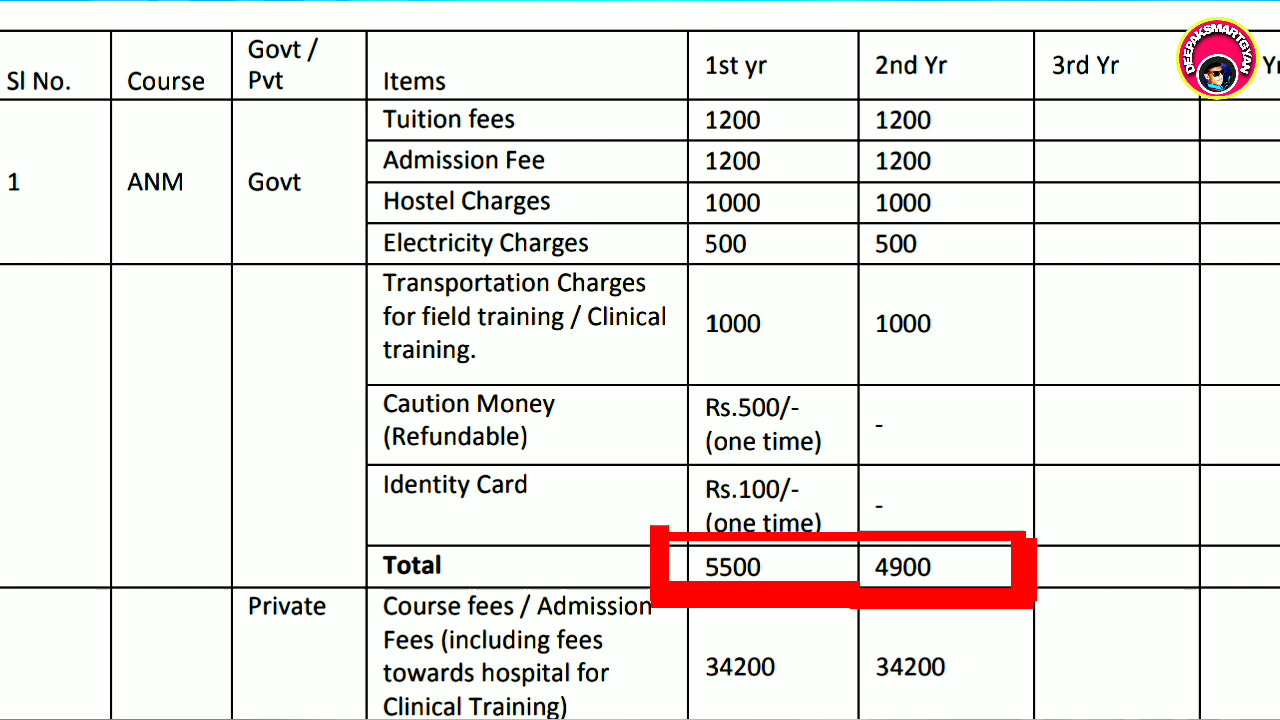 Sl No. Course Govt / Pvt Items 1st yr 2nd Yr 3rd Yr Yr
DEEPAKSMARTGYAN
1 ANM Govt
Tuition fees 1200 1200
Admission Fee 1200 1200
Hostel Charges 1000 1000
Electricity Charges 500 500
Transportation Charges
for field training / Clinical
training.
1000 1000
Caution Money
(Refundable)
Rs.500/-
(one time)
-
Identity Card
Rs.100/-
(one time)
-
Total 5500 4900
Private
Course fees / Admission
Fees (including fees
towards hospital for
Clinical Training)
34200 34200